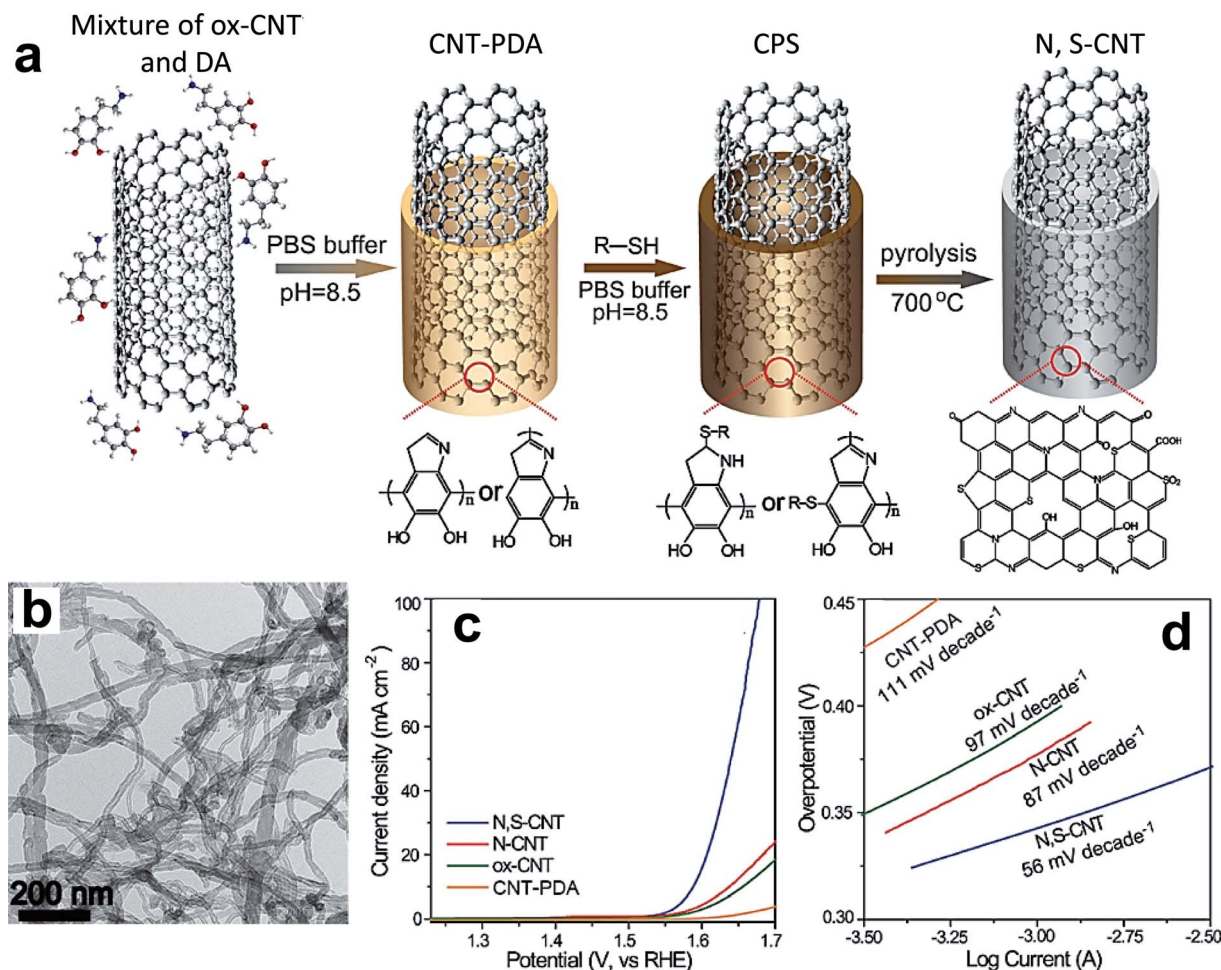 a
Mixture of ox-CNT
and DA
CNT-PDA
CPS
N, S-CNT
PBS buffer
pH=8.5
R—SH
PBS buffer
pH=8.5
pyrolysis
700 °C
N
n
HO OH
or
N
n
HO OH
S-R
NH
n
HO OH
or
R-S
N
n
HO OH
O N N O
O COOH
S
N
N
S SO₂
S
OH OH
N S
S N S N
b
200 nm
c
100
80
60
40
20
0
Current density (mA cm⁻²)
N,S-CNT
N-CNT
ox-CNT
CNT-PDA
1.3 1.4 1.5 1.6 1.7
Potential (V, vs RHE)
d
0.45
0.40
0.35
0.30
Overpotential (V)
CNT-PDA
111 mV decade⁻¹
ox-CNT
97 mV decade⁻¹
N-CNT
87 mV decade⁻¹
N,S-CNT
56 mV decade⁻¹
-3.50 -3.00 -2.50
Log Current (A)